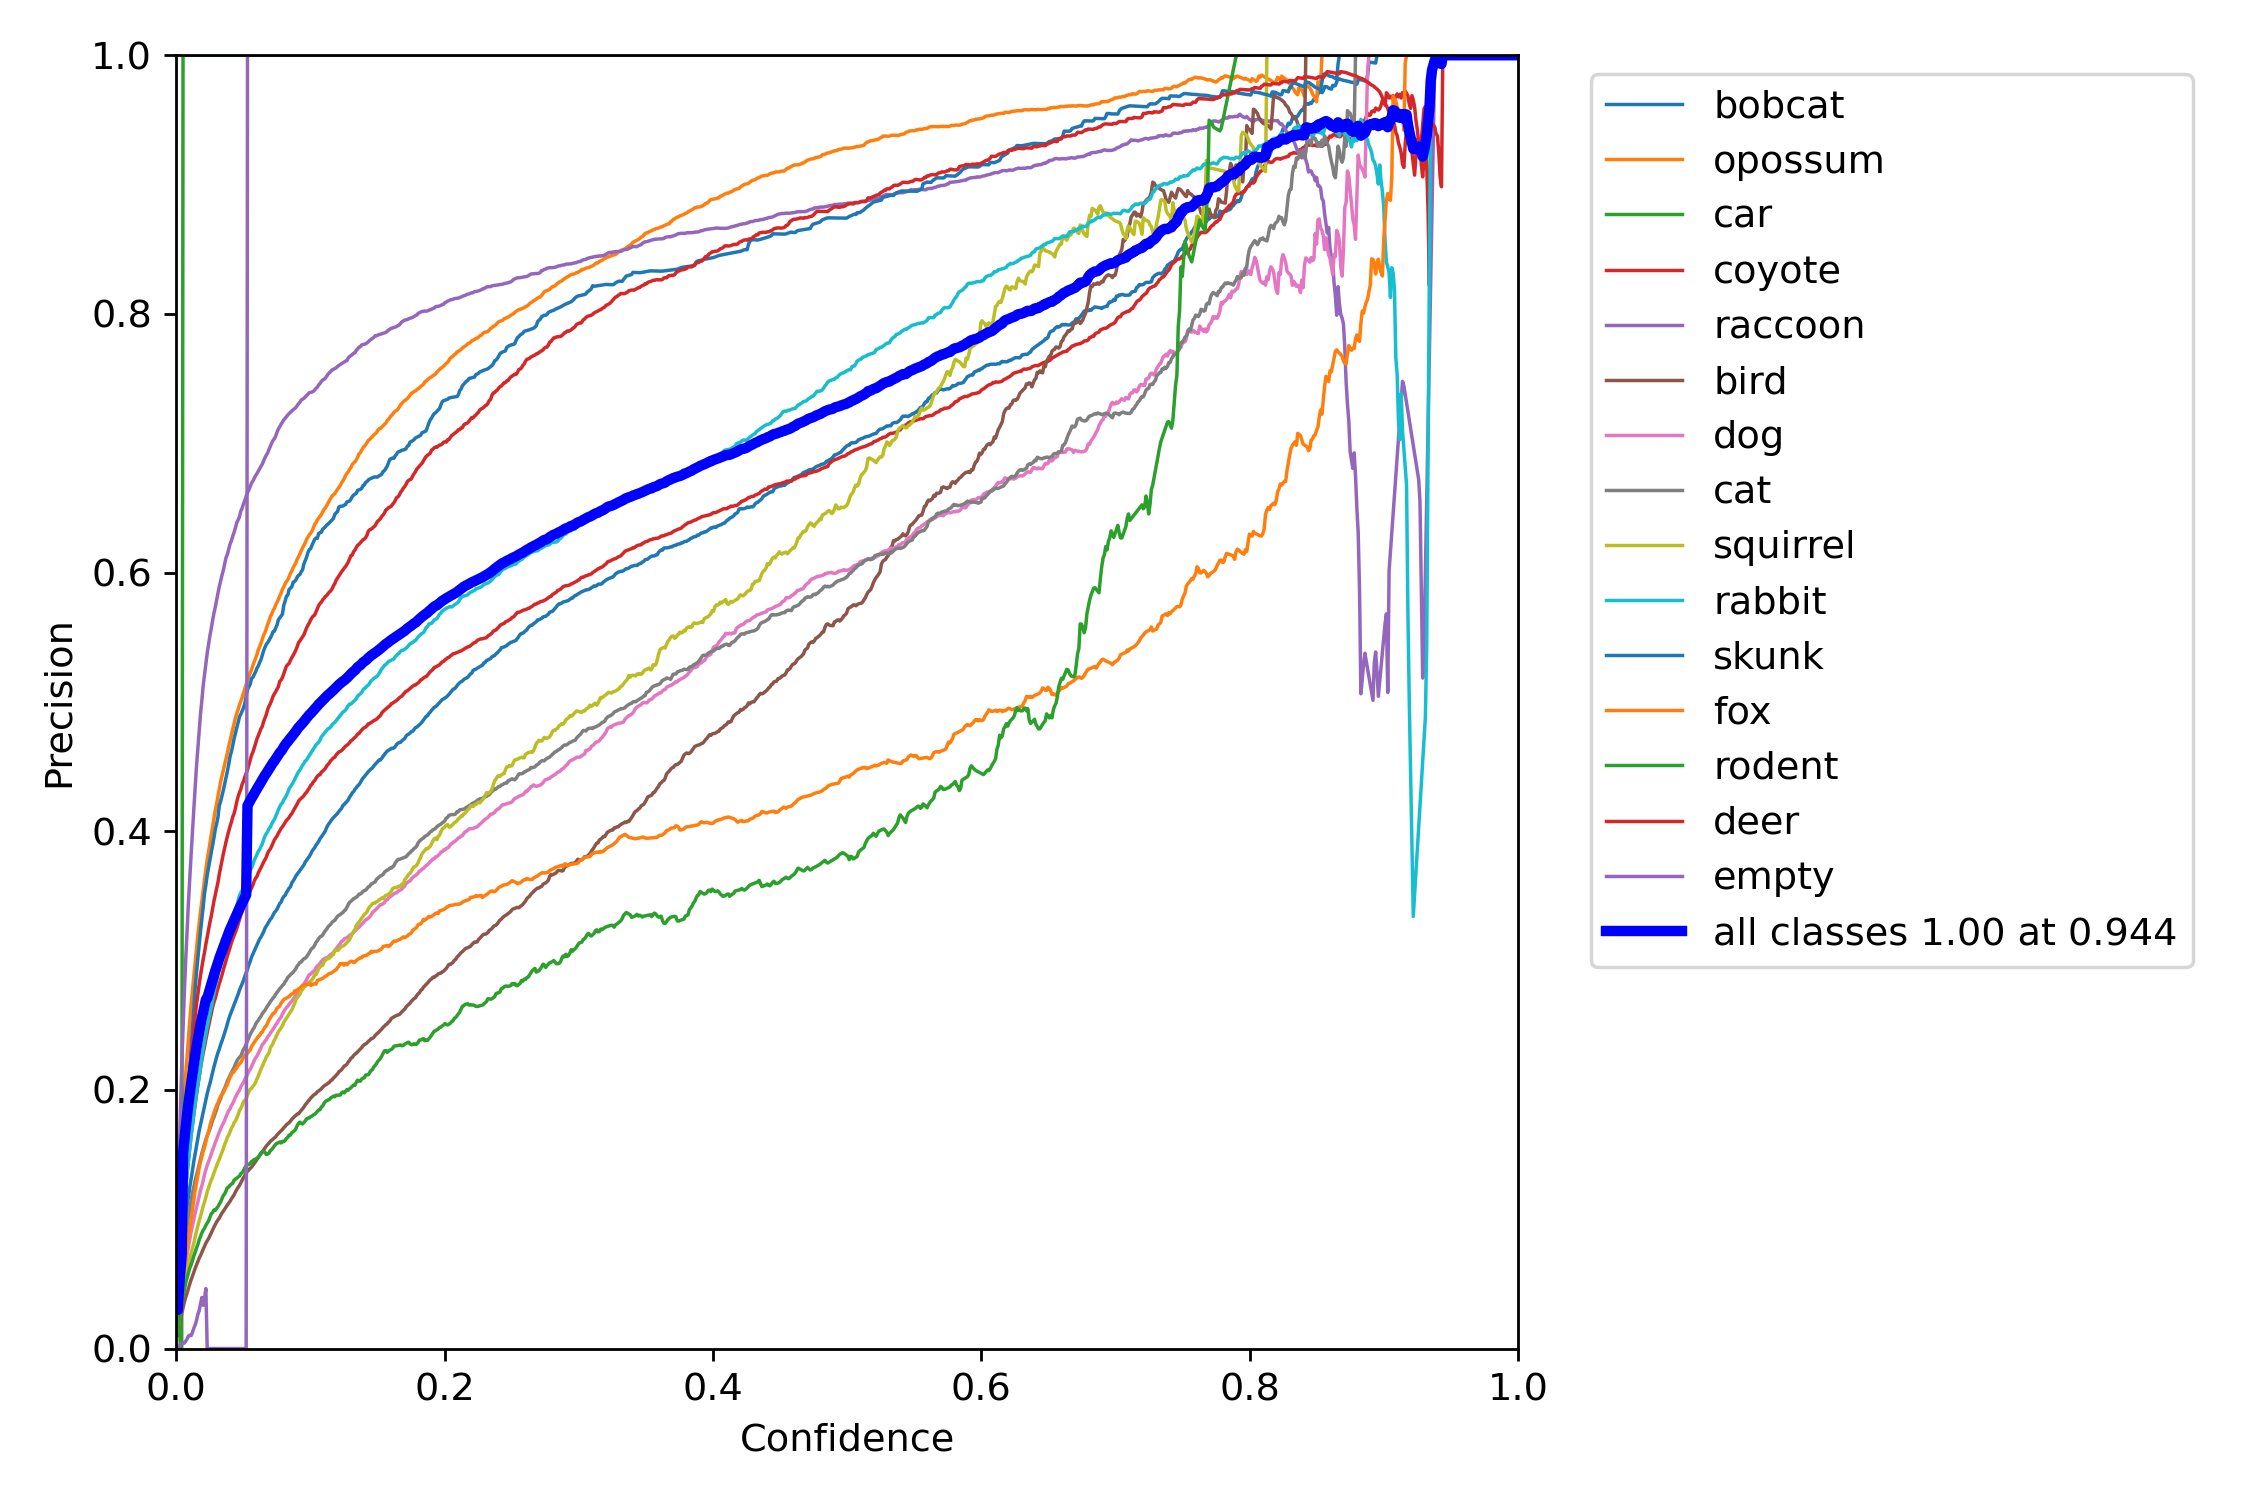 1.0
0.8
0.6
0.4
0.2
0.0
Precision
0.0 0.2 0.4 0.6 0.8 1.0
Confidence
bobcat
opossum
car
coyote
raccoon
bird
dog
cat
squirrel
rabbit
skunk
fox
rodent
deer
empty
all classes 1.00 at 0.944